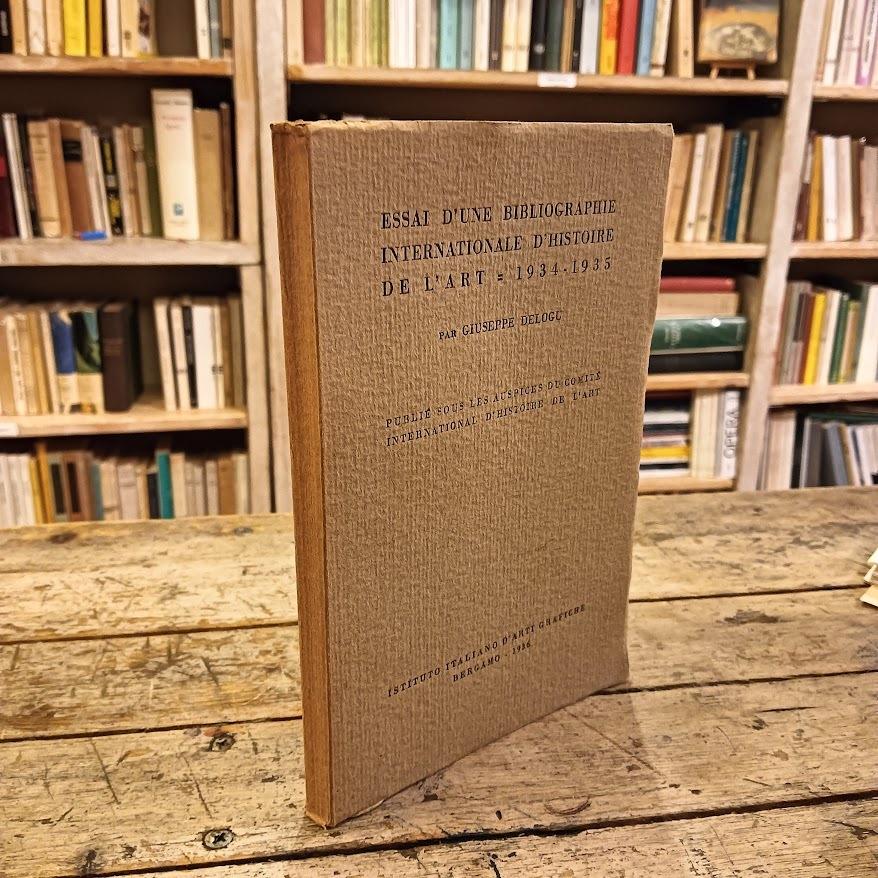 ESSAI D'UNE BIBLIOGRAPHIE
INTERNATIONALE D'HISTOIRE
DE L'ART = 1934-1935
PAR GIUSEPPE DELOGU
PUBLIÉ SOUS LES AUSPICES DU COMITÉ
INTERNATIONAL D'HISTOIRE DE L'ART
ISTITUTO ITALIANO D'ARTI GRAFICHE
BERGAMO - 1936
OPERA